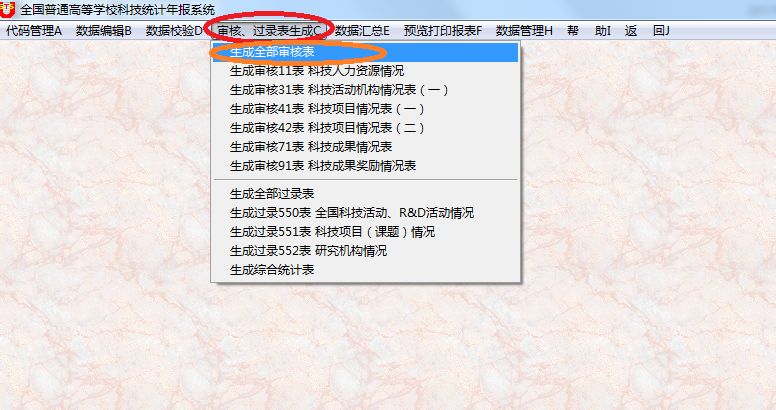 全国普通高等学校科技统计年报系统
代码管理A 数据编辑B 数据校验D 审核、过录表生成C 数据汇总E 预览打印报表F 数据管理H 帮 助I 返 回J
生成全部审核表
生成审核11表 科技人力资源情况
生成审核31表 科技活动机构情况表（一）
生成审核41表 科技项目情况表（一）
生成审核42表 科技项目情况表（二）
生成审核71表 科技成果情况表
生成审核91表 科技成果奖励情况表
生成全部过录表
生成过录550表 全国科技活动、R&D活动情况
生成过录551表 科技项目（课题）情况
生成过录552表 研究机构情况
生成综合统计表